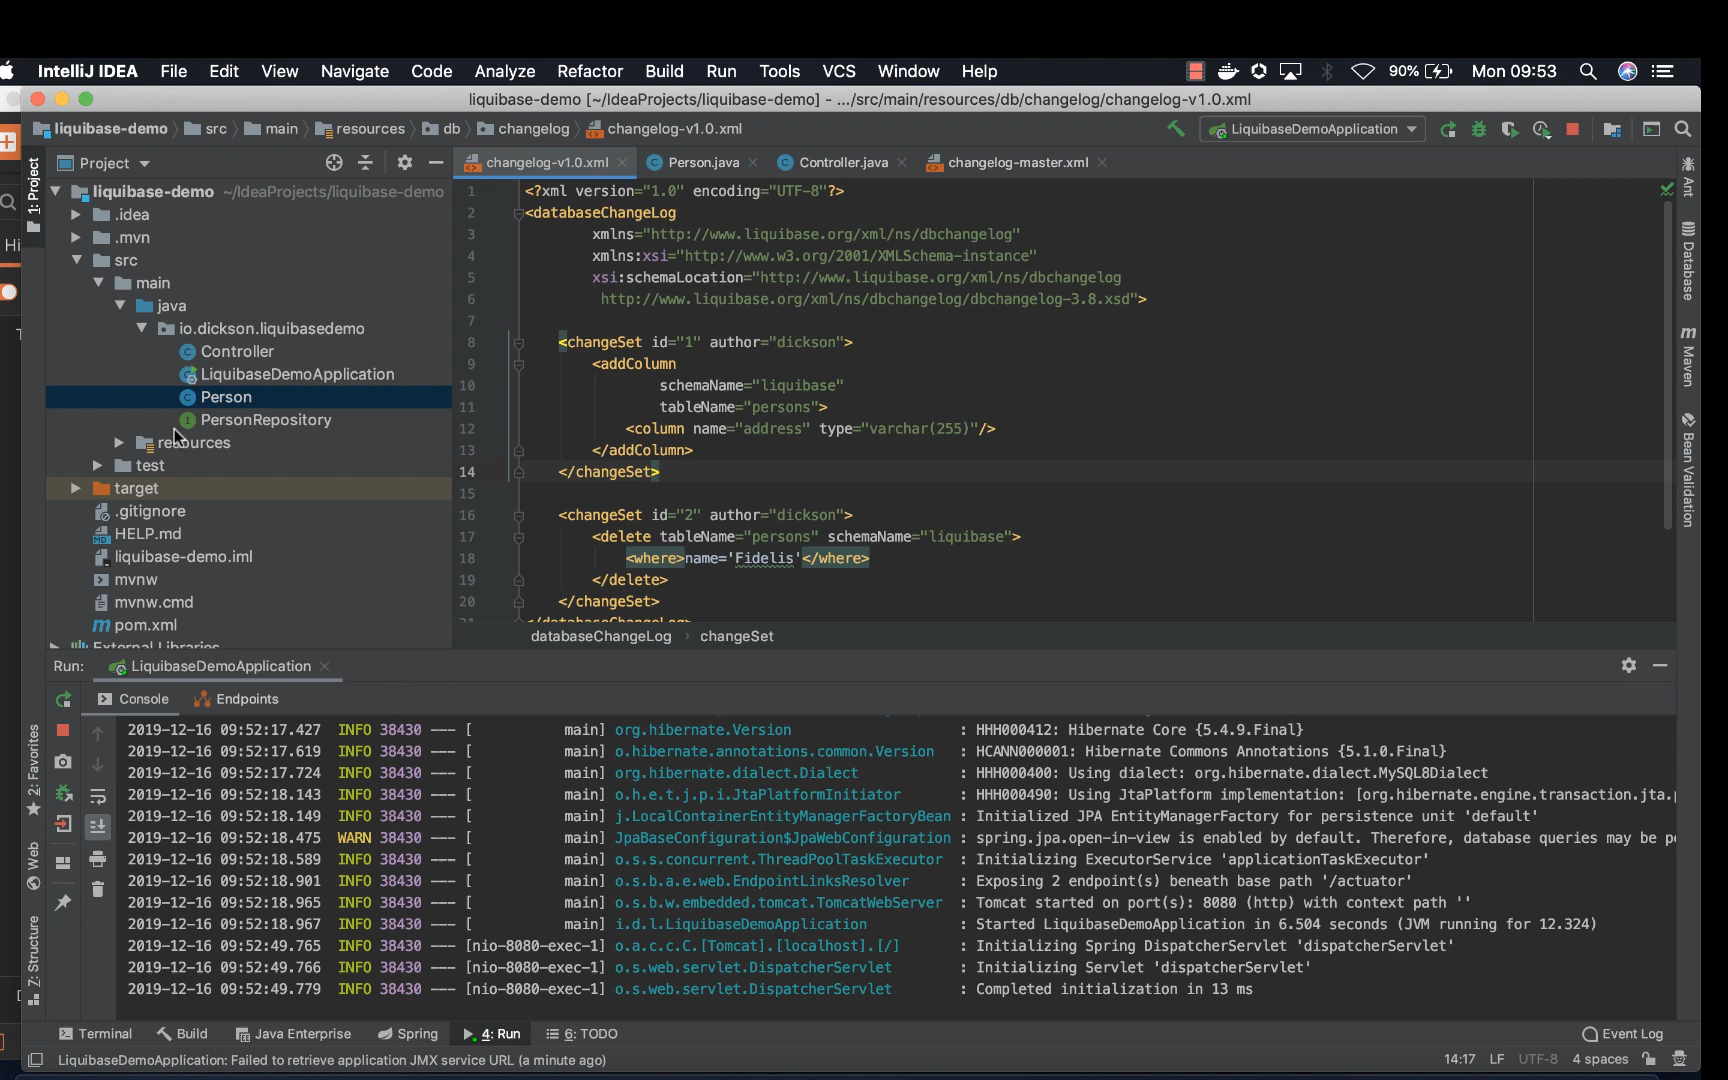 IntelliJ IDEA File Edit View Navigate Code Analyze Refactor Build Run Tools VCS Window Help 90% Mon 09:53
liquibase-demo [~/IdeaProjects/liquibase-demo] - .../src/main/resources/db/changelog/changelog-v1.0.xml
liquibase-demo src main resources db changelog changelog-v1.0.xml LiquibaseDemoApplication
Project
changelog-v1.0.xml Person.java Controller.java changelog-master.xml
1: Project
liquibase-demo ~/IdeaProjects/liquibase-demo
.idea
.mvn
src
main
java
io.dickson.liquibasedemo
Controller
LiquibaseDemoApplication
Person
PersonRepository
resources
test
target
.gitignore
HELP.md
liquibase-demo.iml
mvnw
mvnw.cmd
pom.xml
External Libraries
1 <?xml version="1.0" encoding="UTF-8"?>
2 <databaseChangeLog
3 xmlns="http://www.liquibase.org/xml/ns/dbchangelog"
4 xmlns:xsi="http://www.w3.org/2001/XMLSchema-instance"
5 xsi:schemaLocation="http://www.liquibase.org/xml/ns/dbchangelog
6 http://www.liquibase.org/xml/ns/dbchangelog/dbchangelog-3.8.xsd">
7
8 <changeSet id="1" author="dickson">
9 <addColumn
10 schemaName="liquibase"
11 tableName="persons">
12 <column name="address" type="varchar(255)"/>
13 </addColumn>
14 </changeSet>
15
16 <changeSet id="2" author="dickson">
17 <delete tableName="persons" schemaName="liquibase">
18 <where>name='Fidelis'</where>
19 </delete>
20 </changeSet>
21 </databaseChangeLog>
databaseChangeLog › changeSet
Ant
Database
Maven
Bean Validation
Hi
Run: LiquibaseDemoApplication
Console Endpoints
2019-12-16 09:52:17.427 INFO 38430 --- [ main] org.hibernate.Version : HHH000412: Hibernate Core {5.4.9.Final}
2019-12-16 09:52:17.619 INFO 38430 --- [ main] o.hibernate.annotations.common.Version : HCANN000001: Hibernate Commons Annotations {5.1.0.Final}
2019-12-16 09:52:17.724 INFO 38430 --- [ main] org.hibernate.dialect.Dialect : HHH000400: Using dialect: org.hibernate.dialect.MySQL8Dialect
2019-12-16 09:52:18.143 INFO 38430 --- [ main] o.h.e.t.j.p.i.JtaPlatformInitiator : HHH000490: Using JtaPlatform implementation: [org.hibernate.engine.transaction.jta.p
2019-12-16 09:52:18.149 INFO 38430 --- [ main] j.LocalContainerEntityManagerFactoryBean : Initialized JPA EntityManagerFactory for persistence unit 'default'
2019-12-16 09:52:18.475 WARN 38430 --- [ main] JpaBaseConfiguration$JpaWebConfiguration : spring.jpa.open-in-view is enabled by default. Therefore, database queries may be pe
2019-12-16 09:52:18.589 INFO 38430 --- [ main] o.s.s.concurrent.ThreadPoolTaskExecutor : Initializing ExecutorService 'applicationTaskExecutor'
2019-12-16 09:52:18.901 INFO 38430 --- [ main] o.s.b.a.e.web.EndpointLinksResolver : Exposing 2 endpoint(s) beneath base path '/actuator'
2019-12-16 09:52:18.965 INFO 38430 --- [ main] o.s.b.w.embedded.tomcat.TomcatWebServer : Tomcat started on port(s): 8080 (http) with context path ''
2019-12-16 09:52:18.967 INFO 38430 --- [ main] i.d.l.LiquibaseDemoApplication : Started LiquibaseDemoApplication in 6.504 seconds (JVM running for 12.324)
2019-12-16 09:52:49.765 INFO 38430 --- [nio-8080-exec-1] o.a.c.c.C.[Tomcat].[localhost].[/] : Initializing Spring DispatcherServlet 'dispatcherServlet'
2019-12-16 09:52:49.766 INFO 38430 --- [nio-8080-exec-1] o.s.web.servlet.DispatcherServlet : Initializing Servlet 'dispatcherServlet'
2019-12-16 09:52:49.779 INFO 38430 --- [nio-8080-exec-1] o.s.web.servlet.DispatcherServlet : Completed initialization in 13 ms
2: Favorites
Web
7: Structure
Terminal Build Java Enterprise Spring 4: Run 6: TODO Event Log
LiquibaseDemoApplication: Failed to retrieve application JMX service URL (a minute ago) 14:17 LF UTF-8 4 spaces